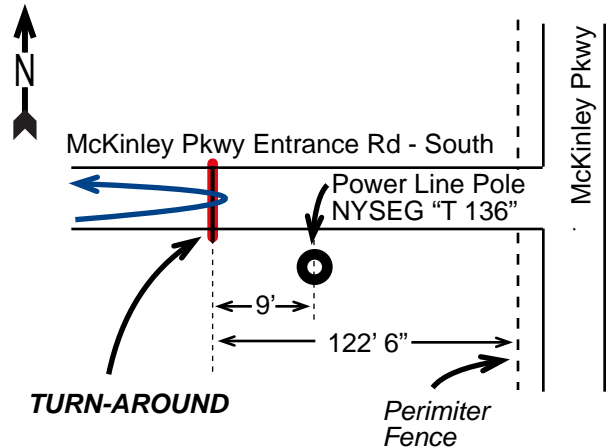 N
McKinley Pkwy
McKinley Pkwy Entrance Rd - South
Power Line Pole
NYSEG “T 136”
9’
122’ 6”
TURN-AROUND
Perimiter
Fence